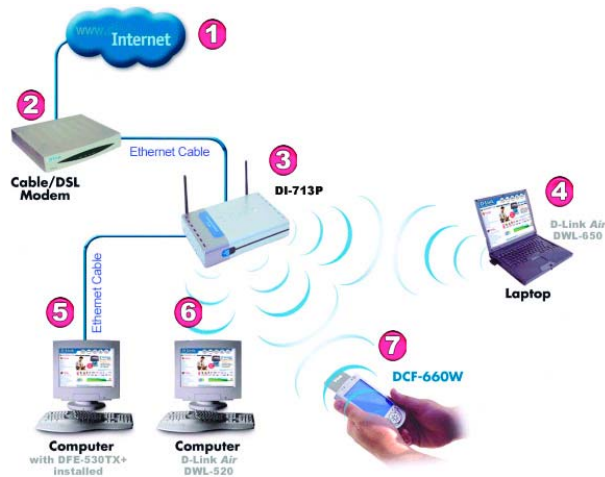 www.
Internet
1
2
Cable/DSL
Modem
Ethernet Cable
3
DI-713P
4
D-Link Air
DWL-650
Laptop
Ethernet Cable
5
6
7
DCF-660W
Computer
with DFE-530TX+
installed
Computer
D-Link Air
DWL-520